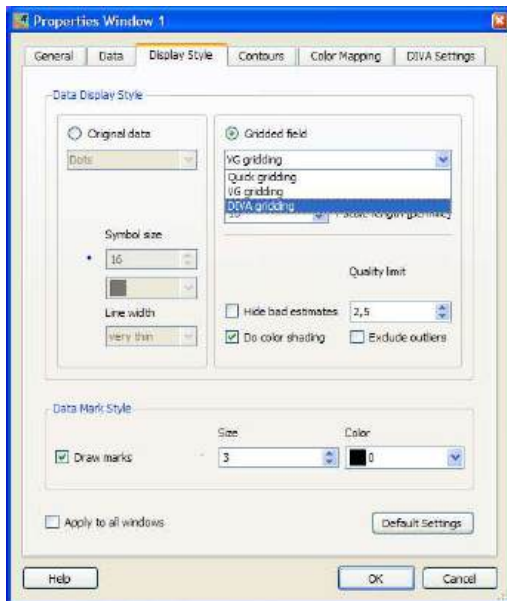 Properties Window 1
General Data Display Style Contours Color Mapping DIVA Settings
Data Display Style
Original data
Dots
Symbol size
16
Line width
very thin
Gridded field
VG gridding
Quick gridding
VG gridding
DIVA gridding
Quality limit
Hide bad estimates 2,5
Do color shading Exclude outliers
Data Mark Style
Size Color
Draw marks 3 0
Apply to all windows Default Settings
Help OK Cancel